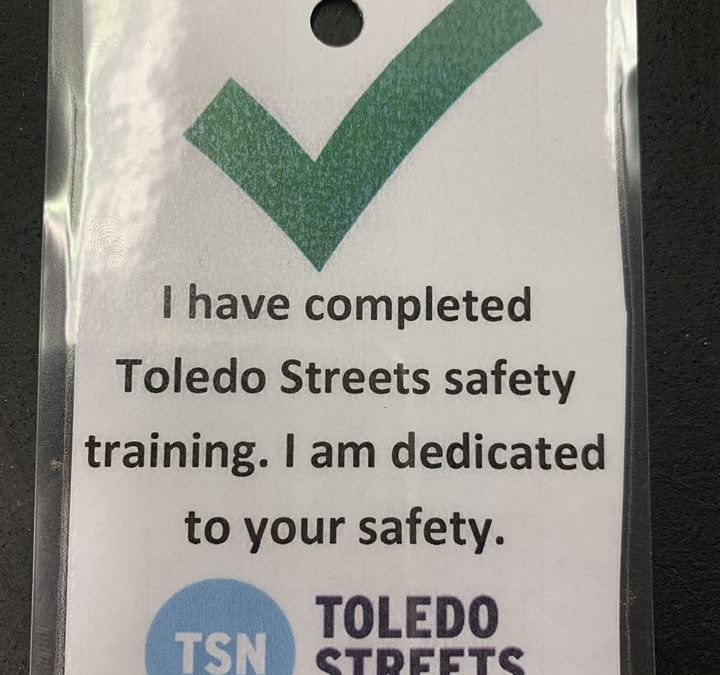 I have completed
Toledo Streets safety
training. I am dedicated
to your safety.
TSN
TOLEDO
STREETS